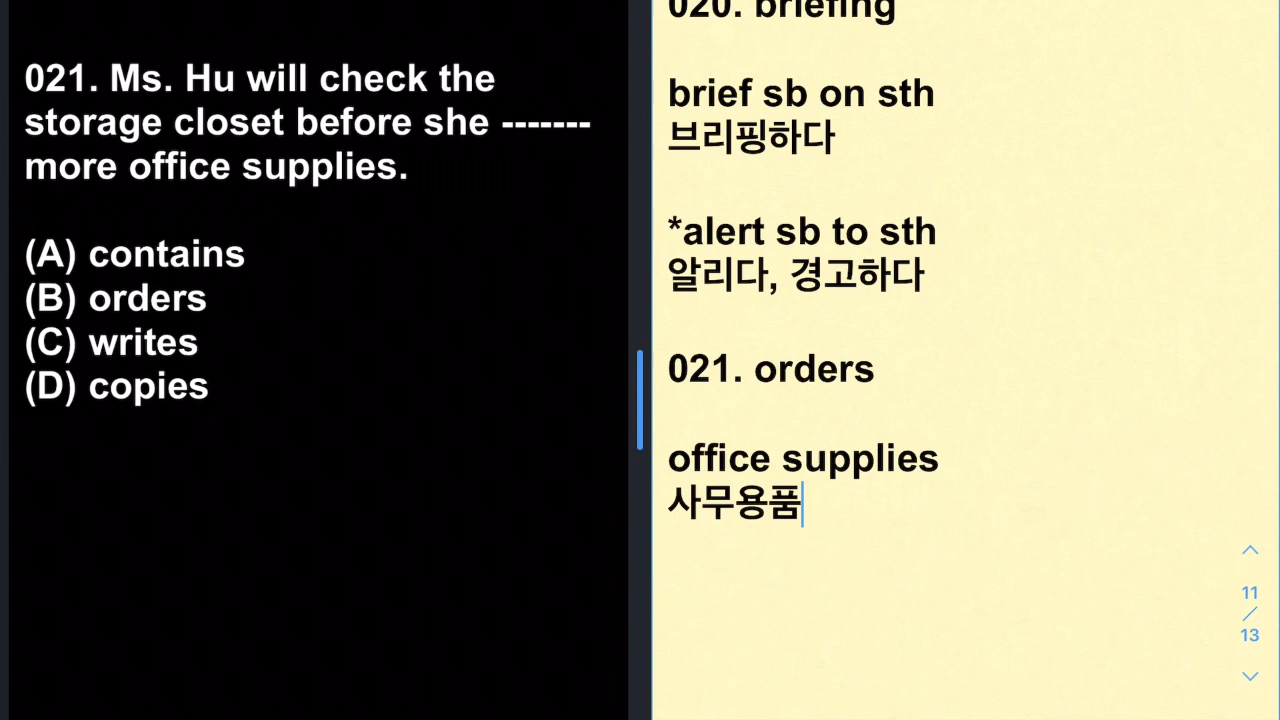 021. Ms. Hu will check the
storage closet before she -------
more office supplies.
(A) contains
(B) orders
(C) writes
(D) copies
020. briefing
brief sb on sth
브리핑하다
*alert sb to sth
알리다, 경고하다
021. orders
office supplies
사무용품
11
/
13